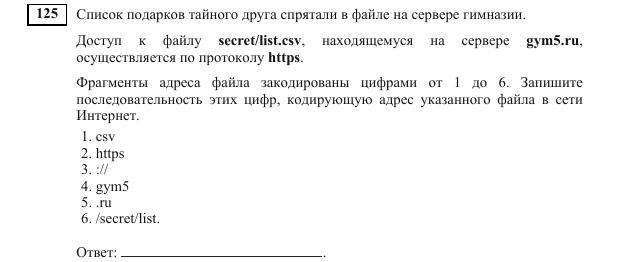 125 Список подарков тайного друга спрятали в файле на сервере гимназии.
Доступ к файлу secret/list.csv, находящемуся на сервере gym5.ru,
осуществляется по протоколу https.
Фрагменты адреса файла закодированы цифрами от 1 до 6. Запишите
последовательность этих цифр, кодирующую адрес указанного файла в сети
Интернет.
1. csv
2. https
3. ://
4. gym5
5. .ru
6. /secret/list.
Ответ: ______________________________.